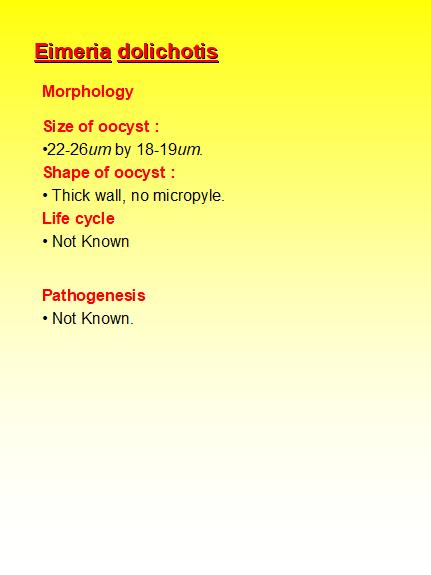 Eimeria dolichotis
Morphology
Size of oocyst :
•22-26um by 18-19um.
Shape of oocyst :
• Thick wall, no micropyle.
Life cycle
• Not Known
Pathogenesis
• Not Known.